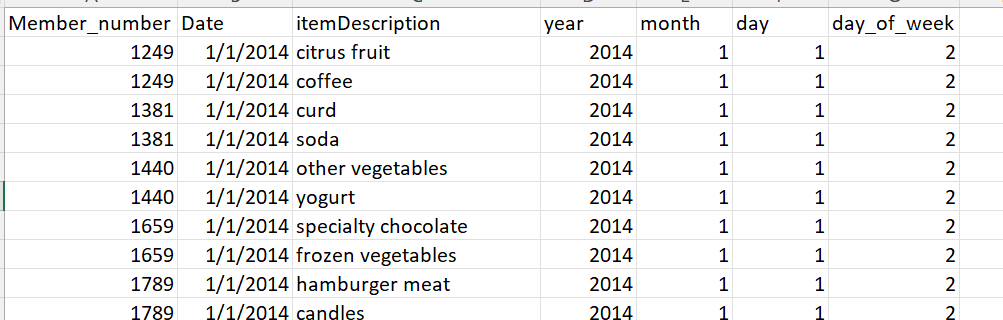 Member_number Date itemDescription year month day day_of_week
1249 1/1/2014 citrus fruit 2014 1 1 2
1249 1/1/2014 coffee 2014 1 1 2
1381 1/1/2014 curd 2014 1 1 2
1381 1/1/2014 soda 2014 1 1 2
1440 1/1/2014 other vegetables 2014 1 1 2
1440 1/1/2014 yogurt 2014 1 1 2
1659 1/1/2014 specialty chocolate 2014 1 1 2
1659 1/1/2014 frozen vegetables 2014 1 1 2
1789 1/1/2014 hamburger meat 2014 1 1 2
1789 1/1/2014 candles 2014 1 1 2